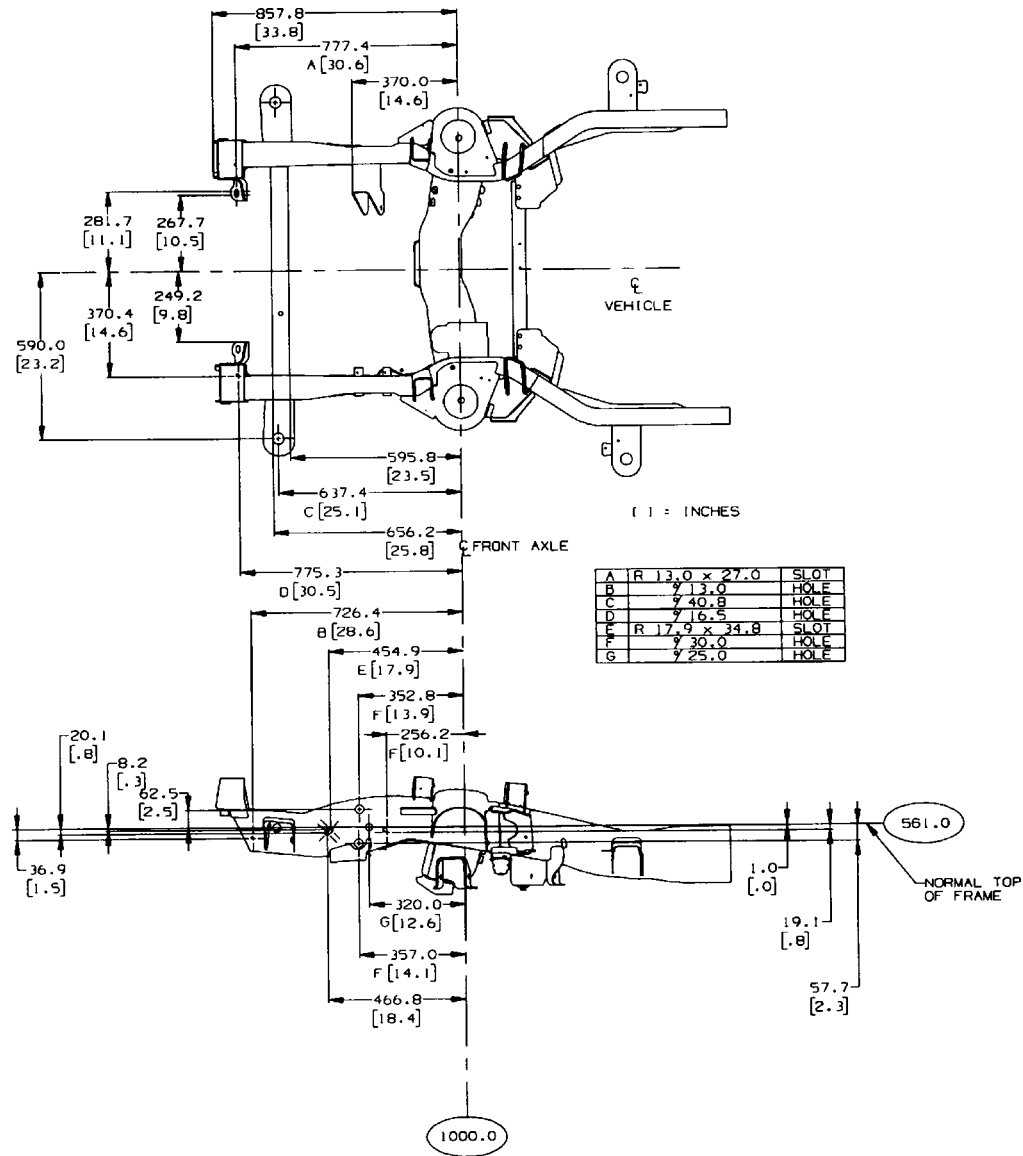 857.8
[33.8]
777.4
A [30.6]
370.0
[14.6]
281.7
[11.1]
267.7
[10.5]
249.2
[9.8]
370.4
[14.6]
590.0
[23.2]
℄
VEHICLE
595.8
[23.5]
637.4
C [25.1]
656.2
[25.8]
℄ FRONT AXLE
[ ] = INCHES
775.3
D [30.5]
726.4
B [28.6]
454.9
E [17.9]
352.8
F [13.9]
256.2
F [10.1]
A R 13.0 x 27.0 SLOT
B 13.0 HOLE
C 40.8 HOLE
D 16.5 HOLE
E R 17.9 x 34.8 SLOT
F 30.0 HOLE
G 25.0 HOLE
20.1
[.8]
8.2
[.3]
62.5
[2.5]
36.9
[1.5]
561.0
NORMAL TOP
OF FRAME
1.0
[.0]
19.1
[.8]
57.7
[2.3]
320.0
G [12.6]
357.0
F [14.1]
466.8
[18.4]
1000.0